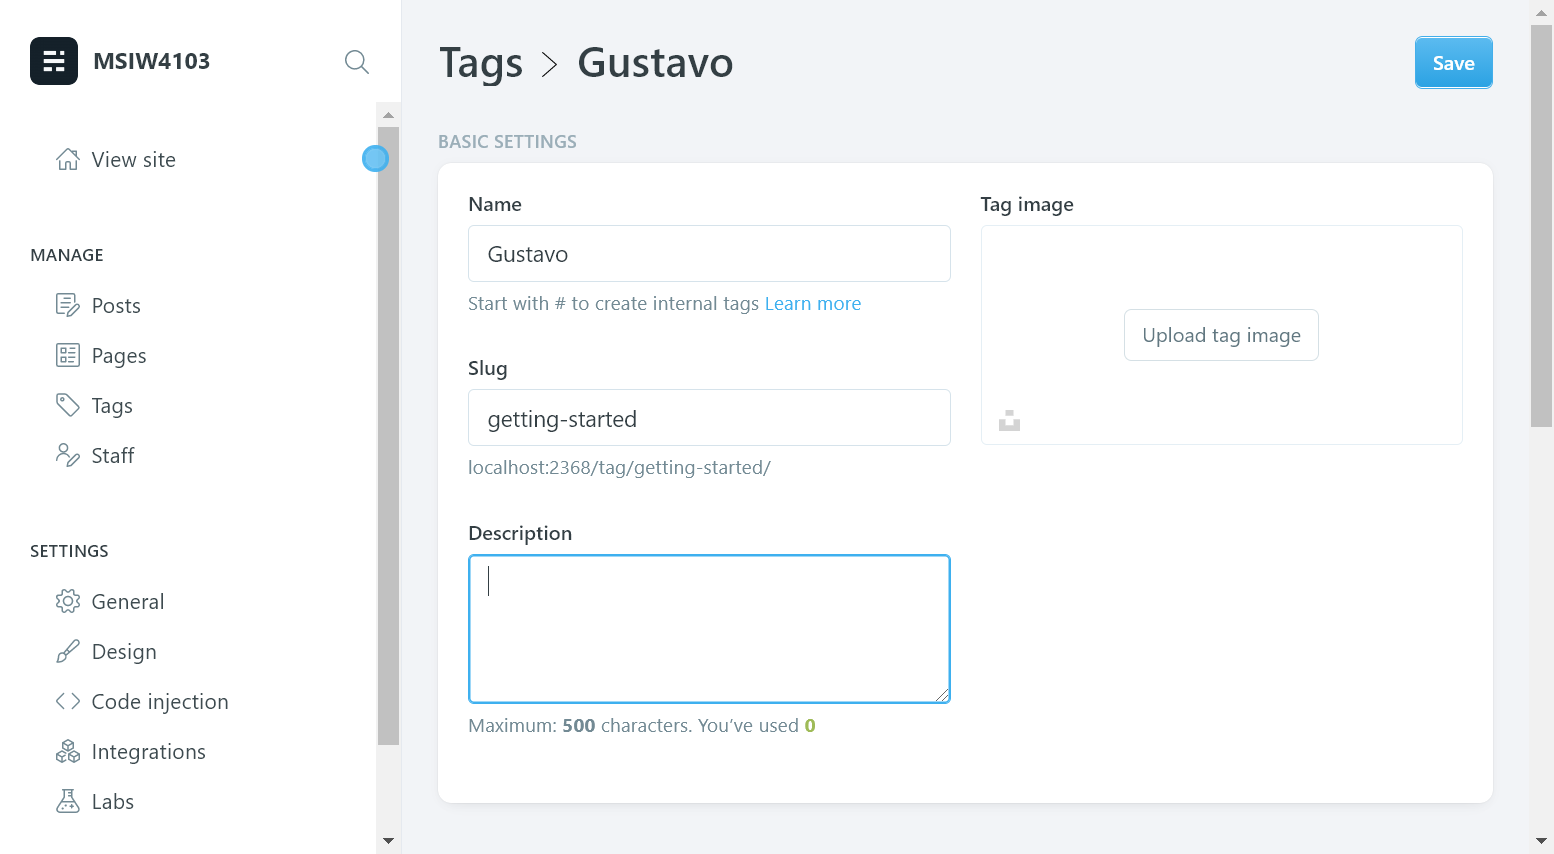 MSIW4103
View site
MANAGE
Posts
Pages
Tags
Staff
SETTINGS
General
Design
Code injection
Integrations
Labs
Tags > Gustavo
Save
BASIC SETTINGS
Name
Gustavo
Start with # to create internal tags Learn more
Slug
getting-started
localhost:2368/tag/getting-started/
Description
Maximum: 500 characters. You’ve used 0
Tag image
Upload tag image